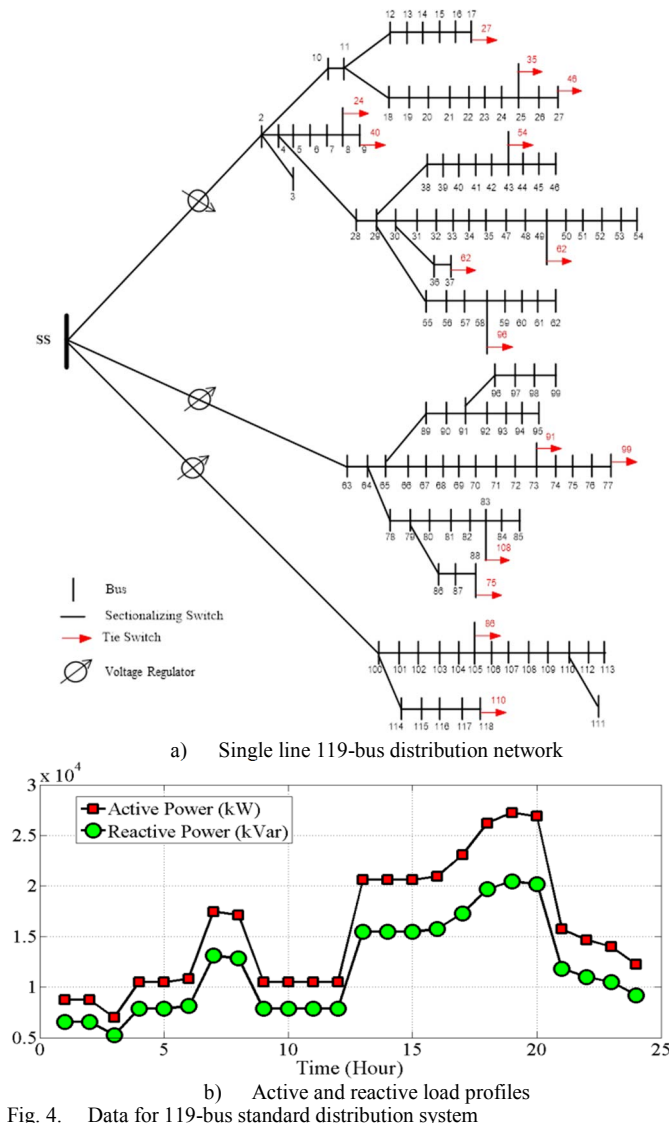 12 13 14 15 16 17
27
10 11
35
46
2
24
18 19 20 21 22 23 24 25 26 27
40
54
4 5 6 7 8 9
3
38 39 40 41 42 43 44 45 46
28 29 30 31 32 33 34 35 47 48 49 50 51 52 53 54
62
62
36 37
55 56 57 58 59 60 61 62
96
SS
96 97 98 99
89 90 91 92 93 94 95
91
99
63 64 65 66 67 68 69 70 71 72 73 74 75 76 77
83
78 79 80 81 82 84 85
88
108
86 87
75
Bus
Sectionalizing Switch
Tie Switch
Voltage Regulator
86
100 101 102 103 104 105 106 107 108 109 110 112 113
110
111
114 115 116 117 118
a) Single line 119-bus distribution network
x 10^4
3
2.5
2
1.5
1
0.5
Active Power (kW)
Reactive Power (kVar)
0 5 10 15 20 25
Time (Hour)
b) Active and reactive load profiles
Fig. 4. Data for 119-bus standard distribution system